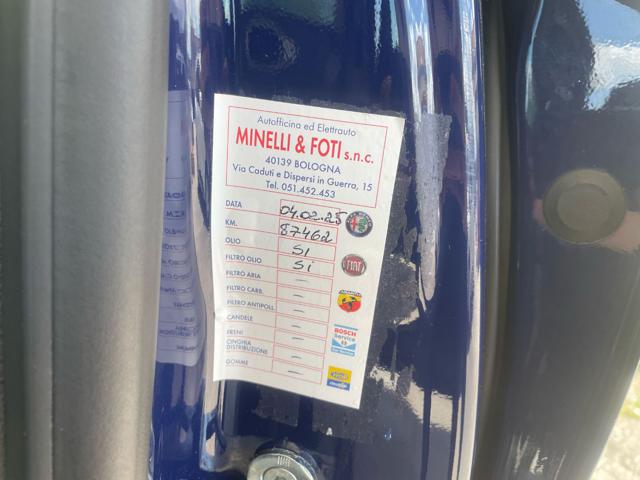 Autofficina ed Elettrauto
MINELLI & FOTI s.n.c.
40139 BOLOGNA
Via Caduti e Dispersi in Guerra, 15
Tel. 051.452.453
DATA 04.02.25
KM. 87462
OLIO SI
FILTRO OLIO Si
FILTRO ARIA —
FILTRO CARB. —
FILTRO ANTIPOLL. —
CANDELE —
FRENI —
CINGHIA
DISTRIBUZIONE —
GOMME —
FIAT
BOSCH
Service